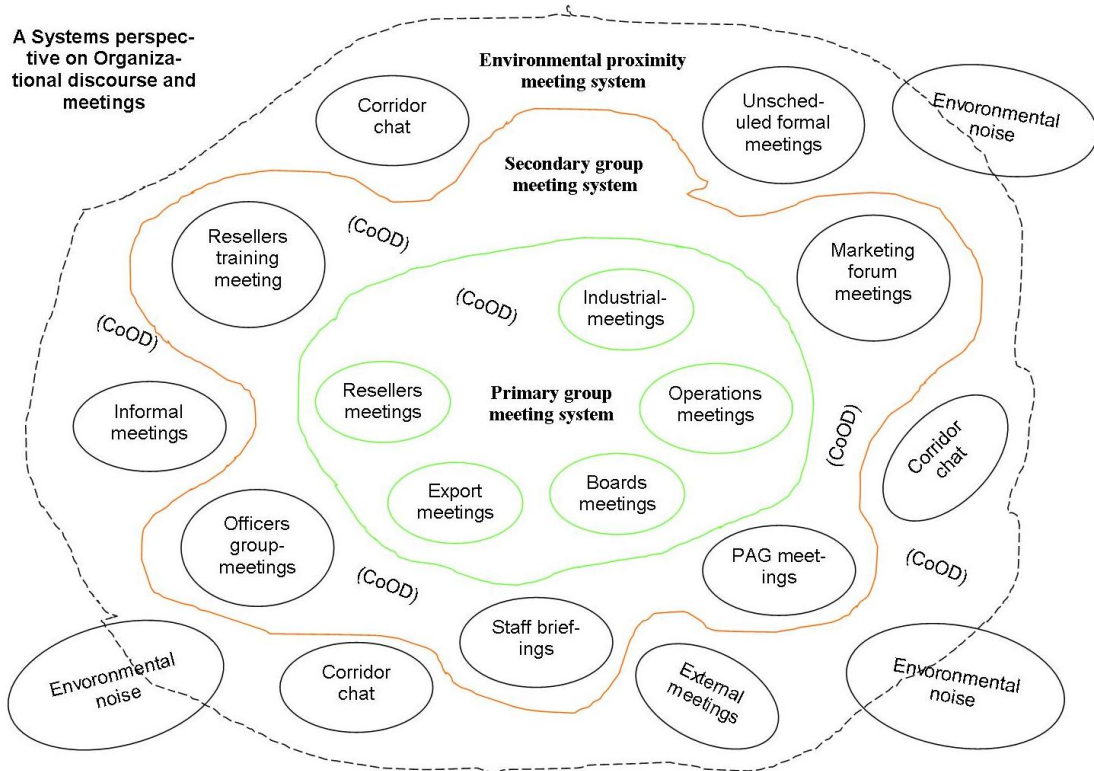 A Systems perspec-
tive on Organiza-
tional discourse and
meetings
Environmental proximity
meeting system
Corridor
chat
Unsched-
uled formal
meetings
Envoronmental
noise
Secondary group
meeting system
Resellers
training
meeting
(CoOD)
Marketing
forum
meetings
(CoOD)
Industrial-
meetings
(CoOD)
Resellers
meetings
Primary group
meeting system
Operations
meetings
Informal
meetings
(CoOD)
Corridor
chat
Export
meetings
Boards
meetings
Officers
group-
meetings
(CoOD)
PAG meet-
ings
(CoOD)
Staff brief-
ings
Envoronmental
noise
Corridor
chat
External
meetings
Envoronmental
noise